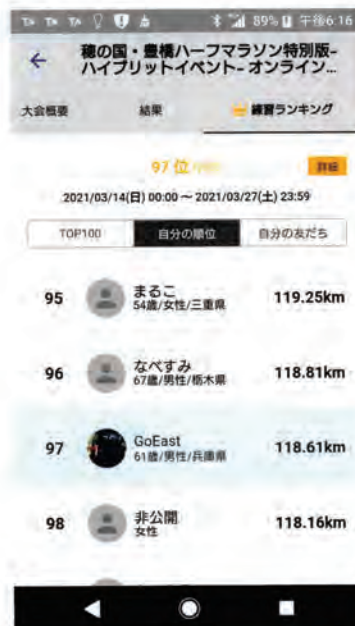 89% 午後6:16
穂の国・豊橋ハーフマラソン特別版-
ハイブリットイベント- オンライン...
大会概要 結果 練習ランキング
97 位
詳細
2021/03/14(日) 00:00 ～ 2021/03/27(土) 23:59
TOP100 自分の順位 自分の友だち
95 まるこ 119.25km
54歳/女性/三重県
96 なべすみ 118.81km
67歳/男性/栃木県
97 GoEast 118.61km
61歳/男性/兵庫県
98 非公開 118.16km
女性